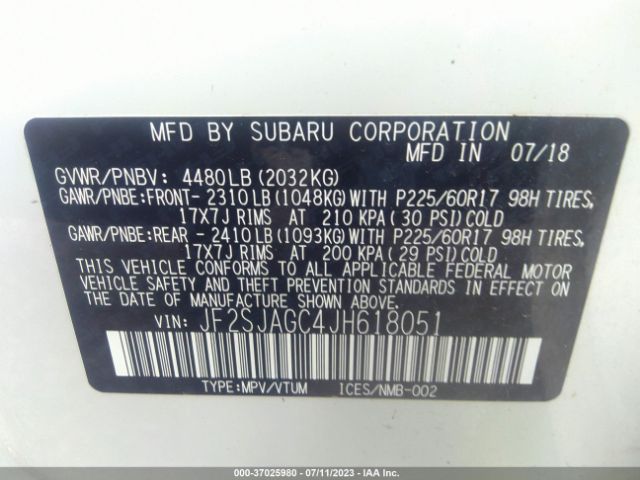 MFD BY SUBARU CORPORATION
MFD IN 07/18
GVWR/PNBV: 4480LB (2032KG)
GAWR/PNBE:FRONT- 2310LB (1048KG)WITH P225/60R17 98H TIRES,
17X7J RIMS AT 210 KPA (30 PSI)COLD
GAWR/PNBE:REAR - 2410LB (1093KG)WITH P225/60R17 98H TIRES,
17X7J RIMS AT 200 KPA ( 29 PSI)COLD
THIS VEHICLE CONFORMS TO ALL APPLICABLE FEDERAL MOTOR
VEHICLE SAFETY AND THEFT PREVENTION STANDARDS IN EFFECT
ON THE DATE OF MANUFACTURE SHOWN ABOVE.
VIN: JF2SJAGC4JH618051
TYPE:MPV/VTUM ICES/NMB-002
000-37025980 - 07/11/2023 - IAA Inc.